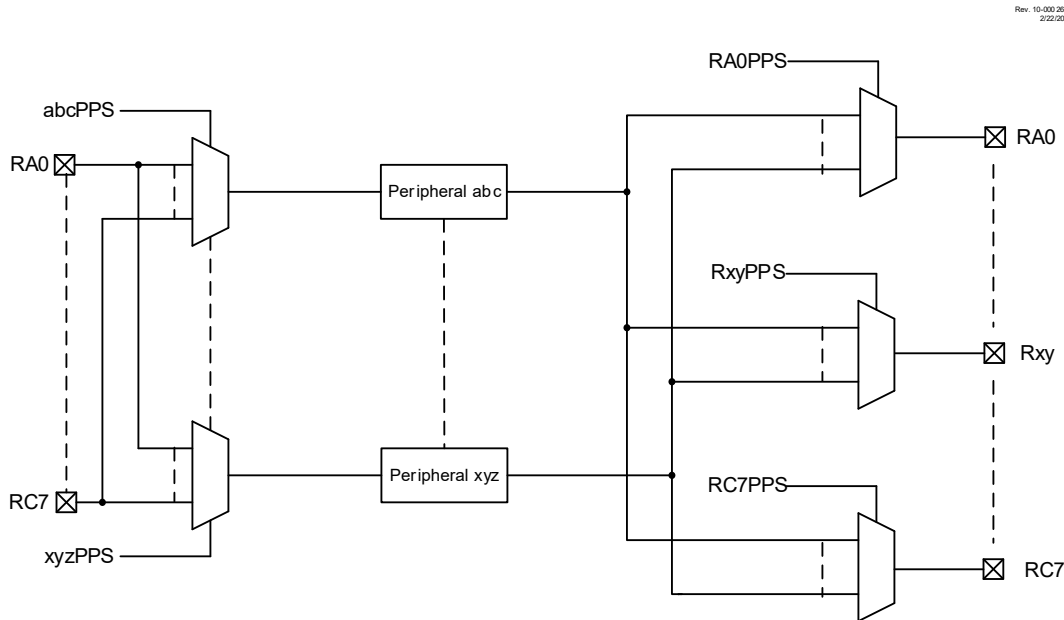 Rev. 10-000 26
2/22/20
RA0PPS
abcPPS
RA0
RA0
Peripheral abc
RxyPPS
Rxy
Peripheral xyz
RC7PPS
RC7
xyzPPS
RC7